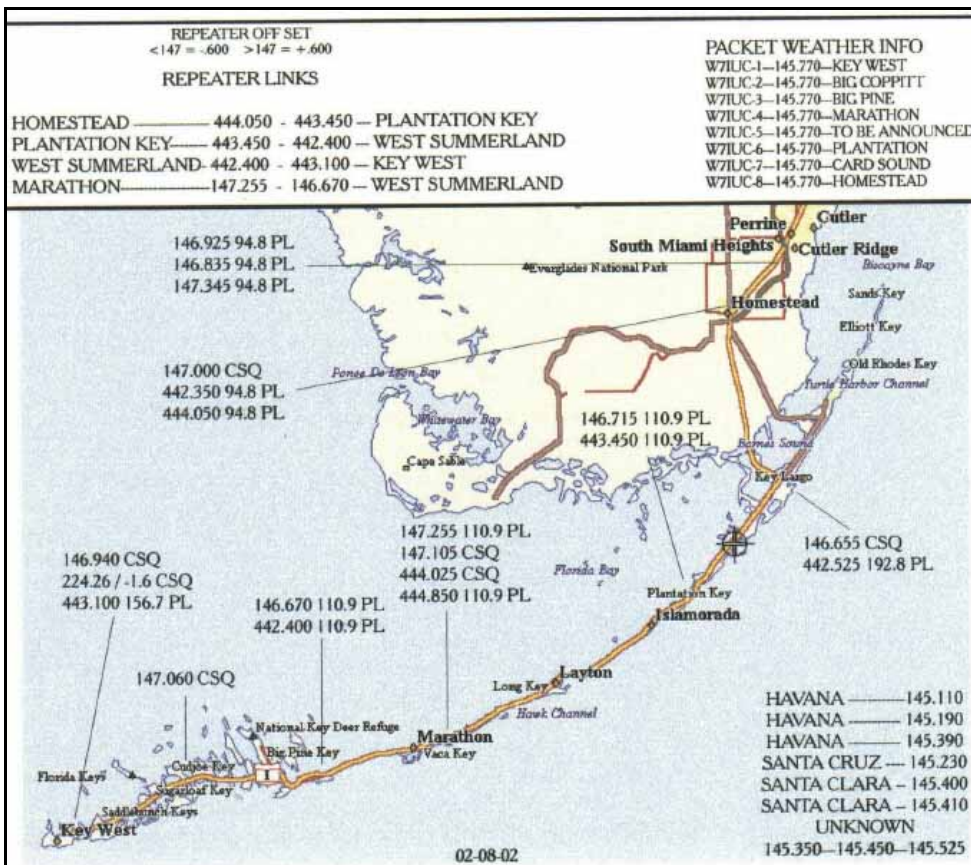 REPEATER OFF SET
<147 = -.600 >147 = +.600
REPEATER LINKS
HOMESTEAD ---------- 444.050 - 443.450 -- PLANTATION KEY
PLANTATION KEY------ 443.450 - 442.400 -- WEST SUMMERLAND
WEST SUMMERLAND- 442.400 - 443.100 -- KEY WEST
MARATHON------------ 147.255 - 146.670 -- WEST SUMMERLAND
PACKET WEATHER INFO
W7IUC-1--145.770--KEY WEST
W7IUC-2--145.770--BIG COPPITT
W7IUC-3--145.770--BIG PINE
W7IUC-4--145.770--MARATHON
W7IUC-5--145.770--TO BE ANNOUNCED
W7IUC-6--145-770--PLANTATION
W7IUC-7--145.770--CARD SOUND
W7IUC-8--145.770--HOMESTEAD
146.925 94.8 PL
146.835 94.8 PL
147.345 94.8 PL
Perrine
Cutler
South Miami Heights
Cutler Ridge
Everglades National Park
Biscayne Bay
Sands Key
Homestead
Elliott Key
Old Rhodes Key
Turtle Harbor Channel
147.000 CSQ
442.350 94.8 PL
444.050 94.8 PL
Ponce De Leon Bay
Whitewater Bay
146.715 110.9 PL
443.450 110.9 PL
Barnes Sound
Cape Sable
Key Largo
147.255 110.9 PL
147.105 CSQ
444.025 CSQ
444.850 110.9 PL
146.655 CSQ
442.525 192.8 PL
146.940 CSQ
224.26 / -1.6 CSQ
443.100 156.7 PL
Florida Bay
Plantation Key
146.670 110.9 PL
442.400 110.9 PL
Islamorada
147.060 CSQ
Layton
Long Key
Hawk Channel
National Key Deer Refuge
Marathon
Vaca Key
Big Pine Key
Cudjoe Key
1
Florida Keys
Sugarloaf Key
Saddlebunch Keys
Key West
HAVANA --------- 145.110
HAVANA --------- 145.190
HAVANA --------- 145.390
SANTA CRUZ --- 145.230
SANTA CLARA -- 145.400
SANTA CLARA -- 145.410
UNKNOWN
145.350--145.450--145.525
02-08-02